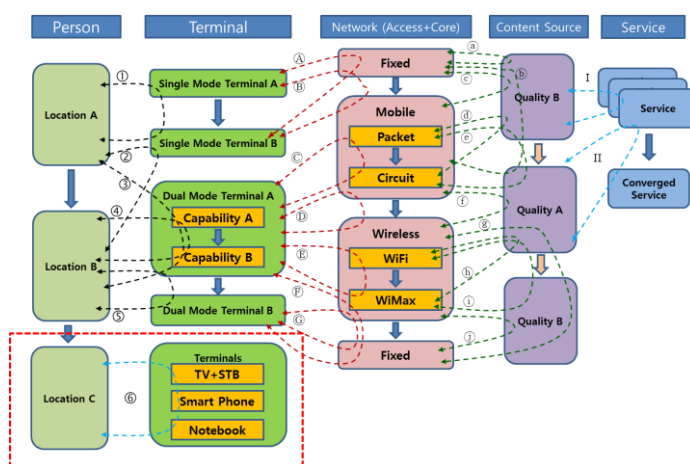 Person
Terminal
Network (Access+Core)
Content Source
Service
Location A
Location B
Location C
①
②
③
④
⑤
⑥
Single Mode Terminal A
Single Mode Terminal B
Dual Mode Terminal A
Capability A
Capability B
Dual Mode Terminal B
Terminals
TV+STB
Smart Phone
Notebook
Ⓐ
Ⓑ
Ⓒ
Ⓓ
Ⓔ
Ⓕ
Ⓖ
Fixed
Mobile
Packet
Circuit
Wireless
WiFi
WiMax
Fixed
ⓐ
ⓑ
ⓒ
ⓓ
ⓔ
ⓕ
ⓖ
ⓗ
ⓘ
ⓙ
Quality B
Quality A
Quality B
I
II
Service
Converged
Service